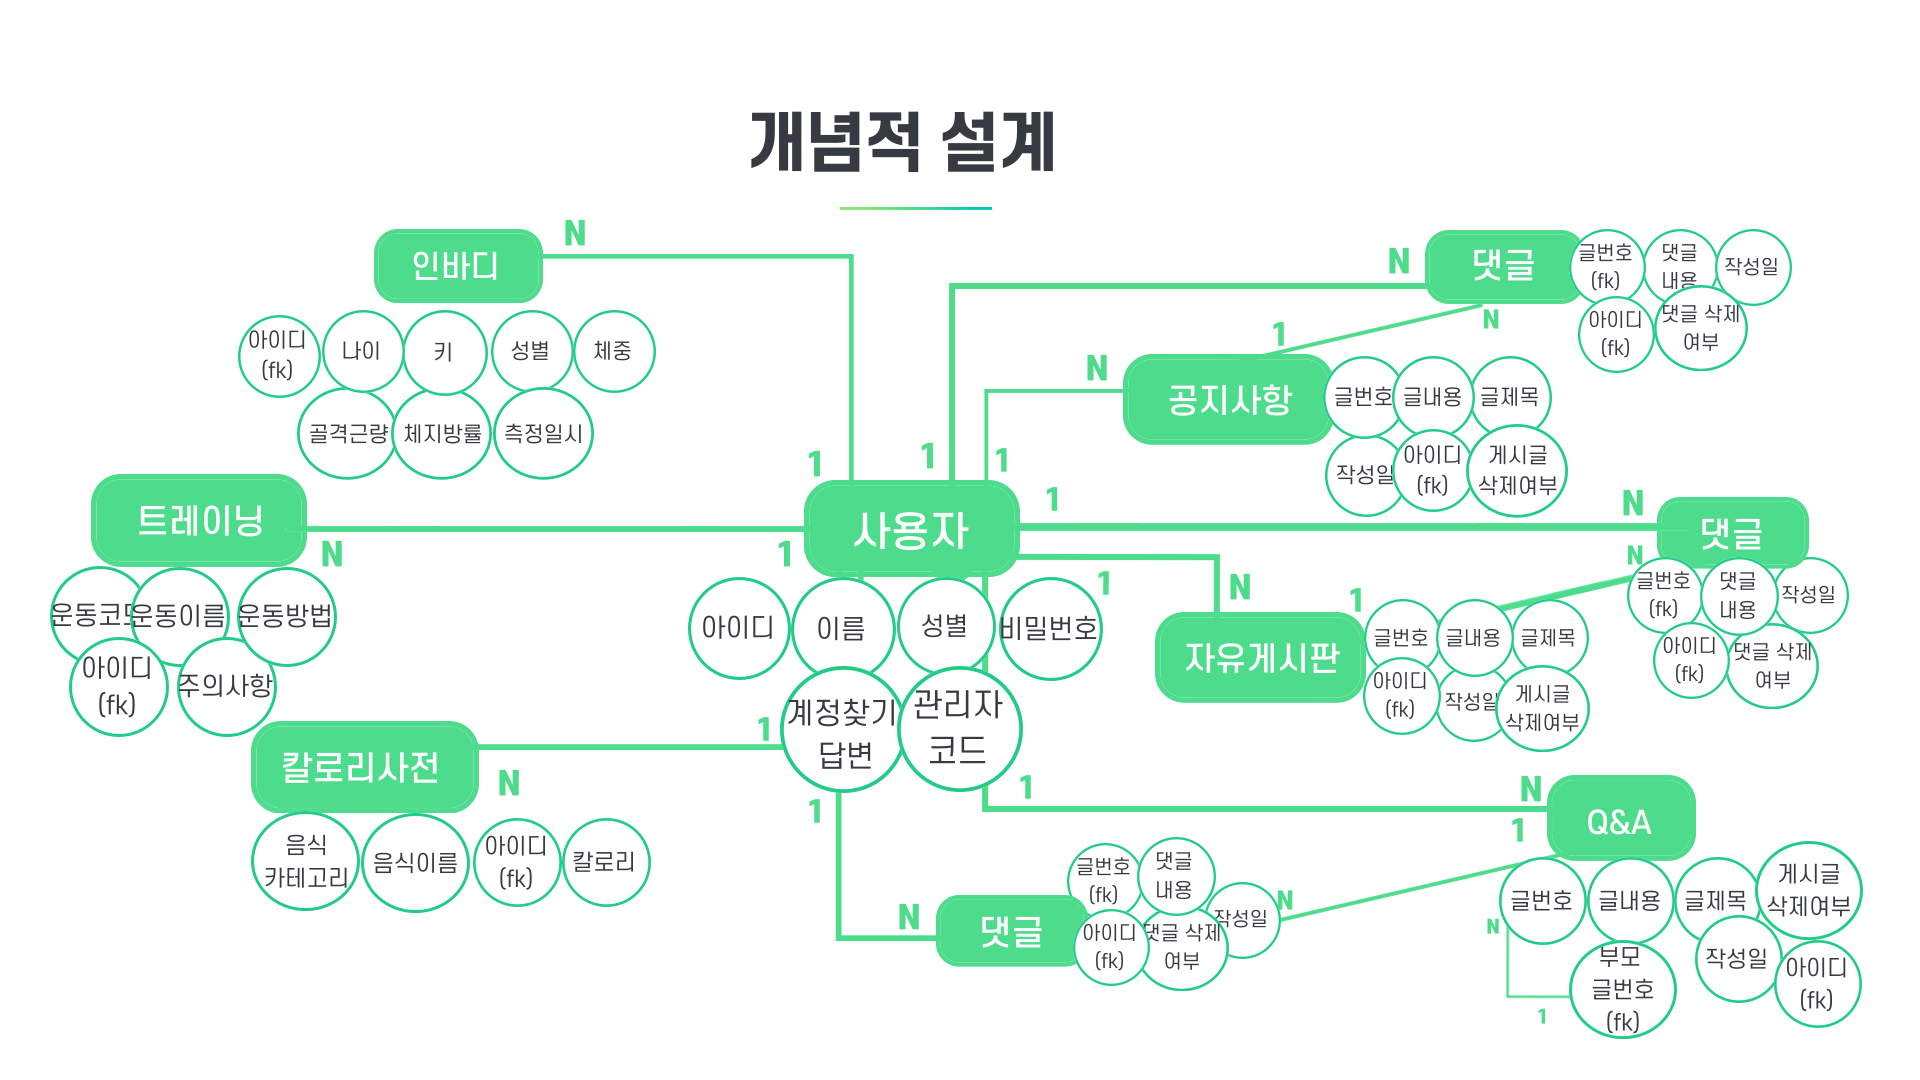 개념적 설계
인바디
N
아이디
(fk)
나이
키
성별
체중
골격근량
체지방률
측정일시
1
1
1
트레이닝
N
운동코드
운동이름
운동방법
아이디
(fk)
주의사항
사용자
1
1
1
아이디
이름
성별
비밀번호
계정찾기
답변
관리자
코드
칼로리사전
N
1
음식
카테고리
음식이름
아이디
(fk)
칼로리
N
댓글
글번호
(fk)
댓글
내용
작성일
아이디
(fk)
댓글 삭제
여부
N
1
N
공지사항
글번호
글내용
글제목
작성일
아이디
(fk)
게시글
삭제여부
N
댓글
N
글번호
(fk)
댓글
내용
작성일
아이디
(fk)
댓글 삭제
여부
N
1
자유게시판
글번호
글내용
글제목
아이디
(fk)
작성일
게시글
삭제여부
1
1
N
댓글
글번호
(fk)
댓글
내용
작성일
아이디
(fk)
댓글 삭제
여부
N
N
1
Q&A
글번호
글내용
글제목
게시글
삭제여부
작성일
아이디
(fk)
N
부모
글번호
(fk)
1